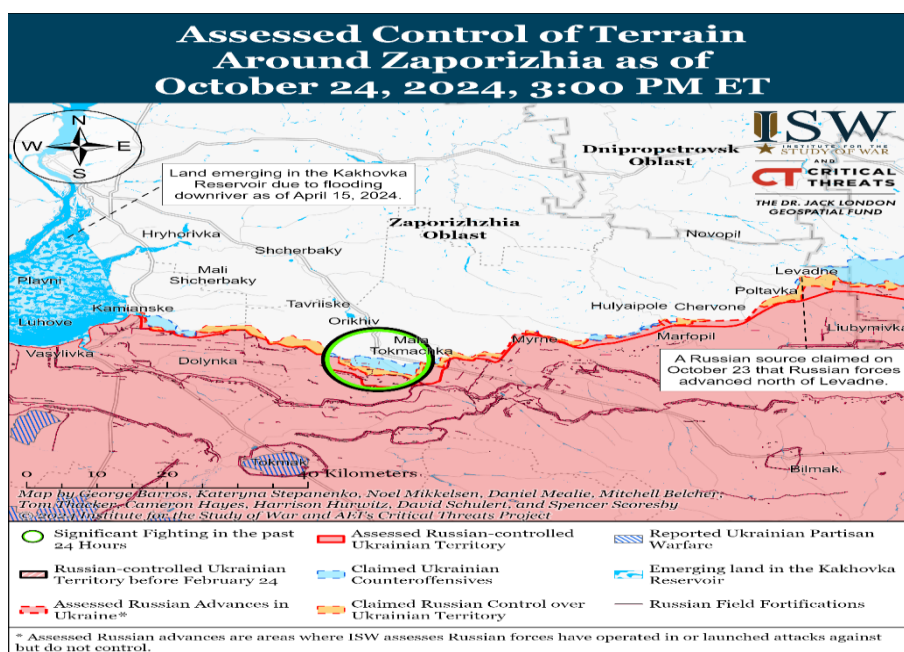 Assessed Control of Terrain
Around Zaporizhia as of
October 24, 2024, 3:00 PM ET
N
W E
S
ISW
INSTITUTE FOR THE
STUDY OF WAR
AND
CT CRITICAL
THREATS
THE DR. JACK LONDON
GEOSPATIAL FUND
Land emerging in the Kakhovka
Reservoir due to flooding
downriver as of April 15, 2024.
Dnipropetrovsk
Oblast
Zaporizhzhia
Oblast
Hryhorivka
Shcherbaky
Novopil
Mali
Shcherbaky
Levadne
Plavni
Poltavka
Tavriiske
Hulyaipole
Chervone
Kamianske
Orikhiv
Luhove
Mala
Tokmachka
Myrne
Marfopil
Liubymivka
Vasylivka
Dolynka
A Russian source claimed on
October 23 that Russian forces
advanced north of Levadne.
Tokmak
Bilmak
0 10 20 40 Kilometers
Map by George Barros, Kateryna Stepanenko, Noel Mikkelsen, Daniel Mealie, Mitchell Belcher,
Tom Thacker, Cameron Hayes, Harrison Hurwitz, David Schulert, and Spencer Scoresby
© 2024 Institute for the Study of War and AEI's Critical Threats Project
Significant Fighting in the past
24 Hours
Assessed Russian-controlled
Ukrainian Territory
Reported Ukrainian Partisan
Warfare
Russian-controlled Ukrainian
Territory before February 24
Claimed Ukrainian
Counteroffensives
Emerging land in the Kakhovka
Reservoir
Assessed Russian Advances in
Ukraine*
Claimed Russian Control over
Ukrainian Territory
Russian Field Fortifications
* Assessed Russian advances are areas where ISW assesses Russian forces have operated in or launched attacks against
but do not control.